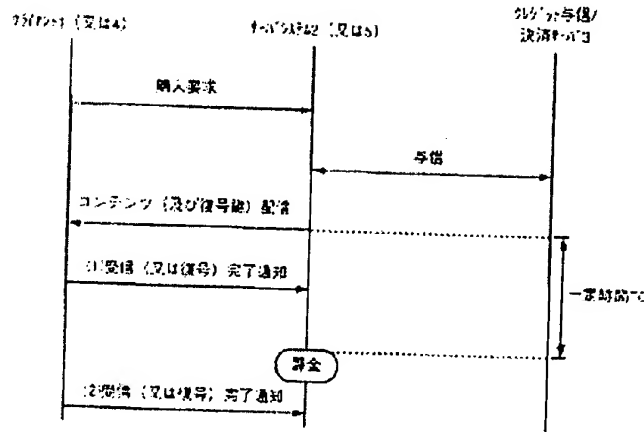 クライアント1（又は4）
サーバシステム2（又は5）
クレジット与信/
決済サーバ3
購入要求
与信
コンテンツ（及び復号鍵）配信
(1)受信（又は復号）完了通知
一定時間
課金
(2)受信（又は復号）完了通知